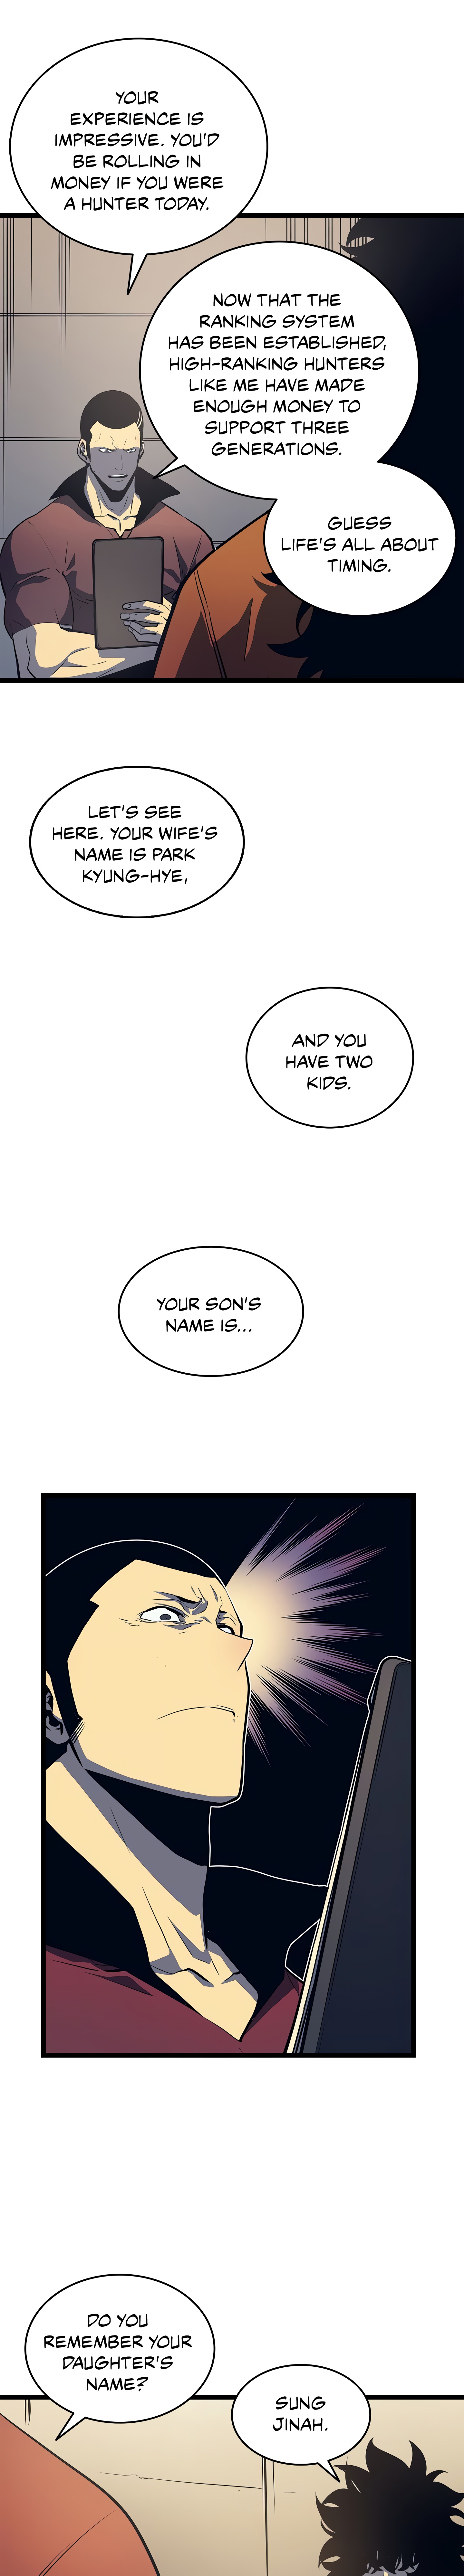 YOUR
EXPERIENCE IS
IMPRESSIVE. YOU'D
BE ROLLING IN
MONEY IF YOU WERE
A HUNTER TODAY.
NOW THAT THE
RANKING SYSTEM
HAS BEEN ESTABLISHED,
HIGH-RANKING HUNTERS
LIKE ME HAVE MADE
ENOUGH MONEY TO
SUPPORT THREE
GENERATIONS.
GUESS
LIFE'S ALL ABOUT
TIMING.
LET'S SEE
HERE. YOUR WIFE'S
NAME IS PARK
KYUNG-HYE,
AND YOU
HAVE TWO
KIDS.
YOUR SON'S
NAME IS...
DO YOU
REMEMBER YOUR
DAUGHTER'S
NAME?
SUNG
JINAH.